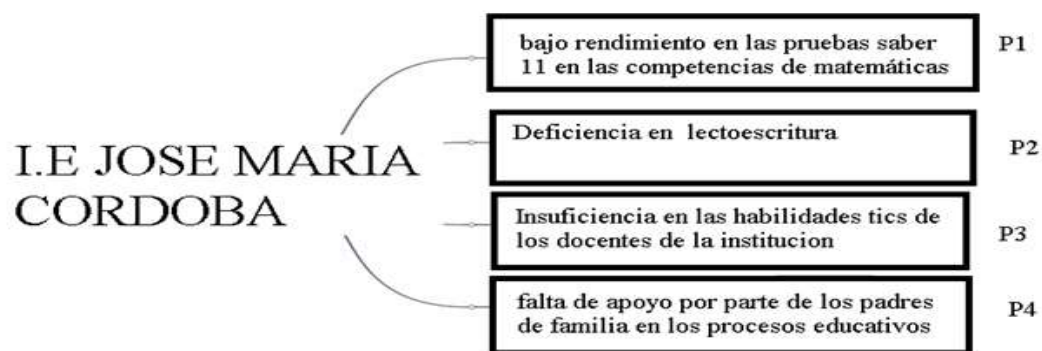 I.E JOSE MARIA
CORDOBA
bajo rendimiento en las pruebas saber
11 en las competencias de matemáticas
P1
Deficiencia en lectoescritura
P2
Insuficiencia en las habilidades tics de
los docentes de la institucion
P3
falta de apoyo por parte de los padres
de familia en los procesos educativos
P4